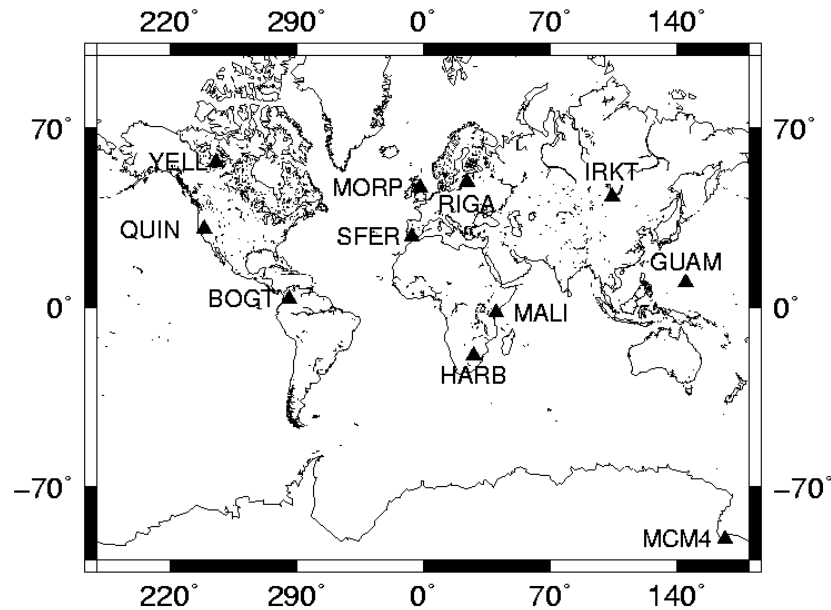 220° 290° 0° 70° 140°
70° 70°
YELL
IRKT
MORP
RIGA
QUIN
SFER
GUAM
BOGT
0° 0°
MALI
HARB
−70° −70°
MCM4
220° 290° 0° 70° 140°